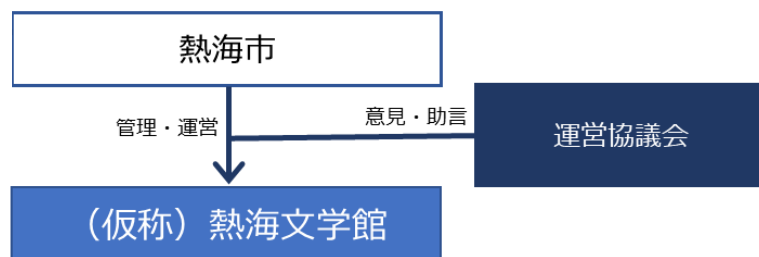 熱海市
管理・運営
意見・助言
運営協議会
（仮称）熱海文学館